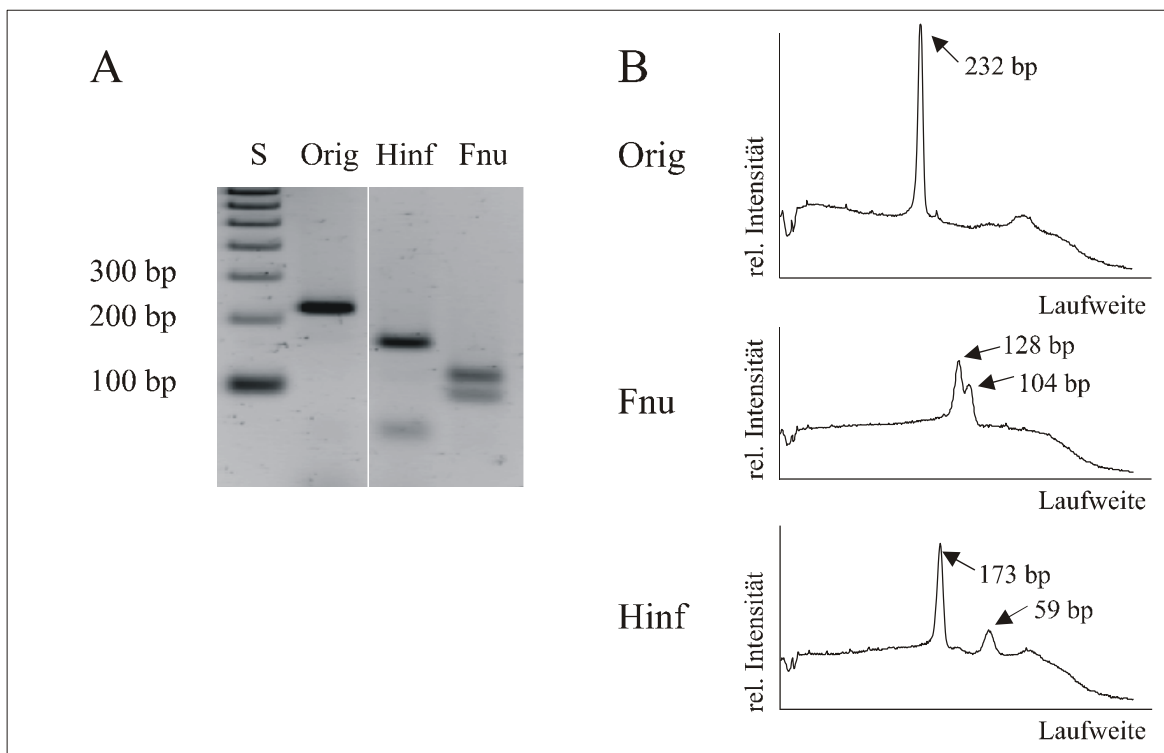 A
S Orig Hinf Fnu
300 bp
200 bp
100 bp
B
Orig
rel. Intensität
232 bp
Laufweite
Fnu
rel. Intensität
128 bp
104 bp
Laufweite
Hinf
rel. Intensität
173 bp
59 bp
Laufweite